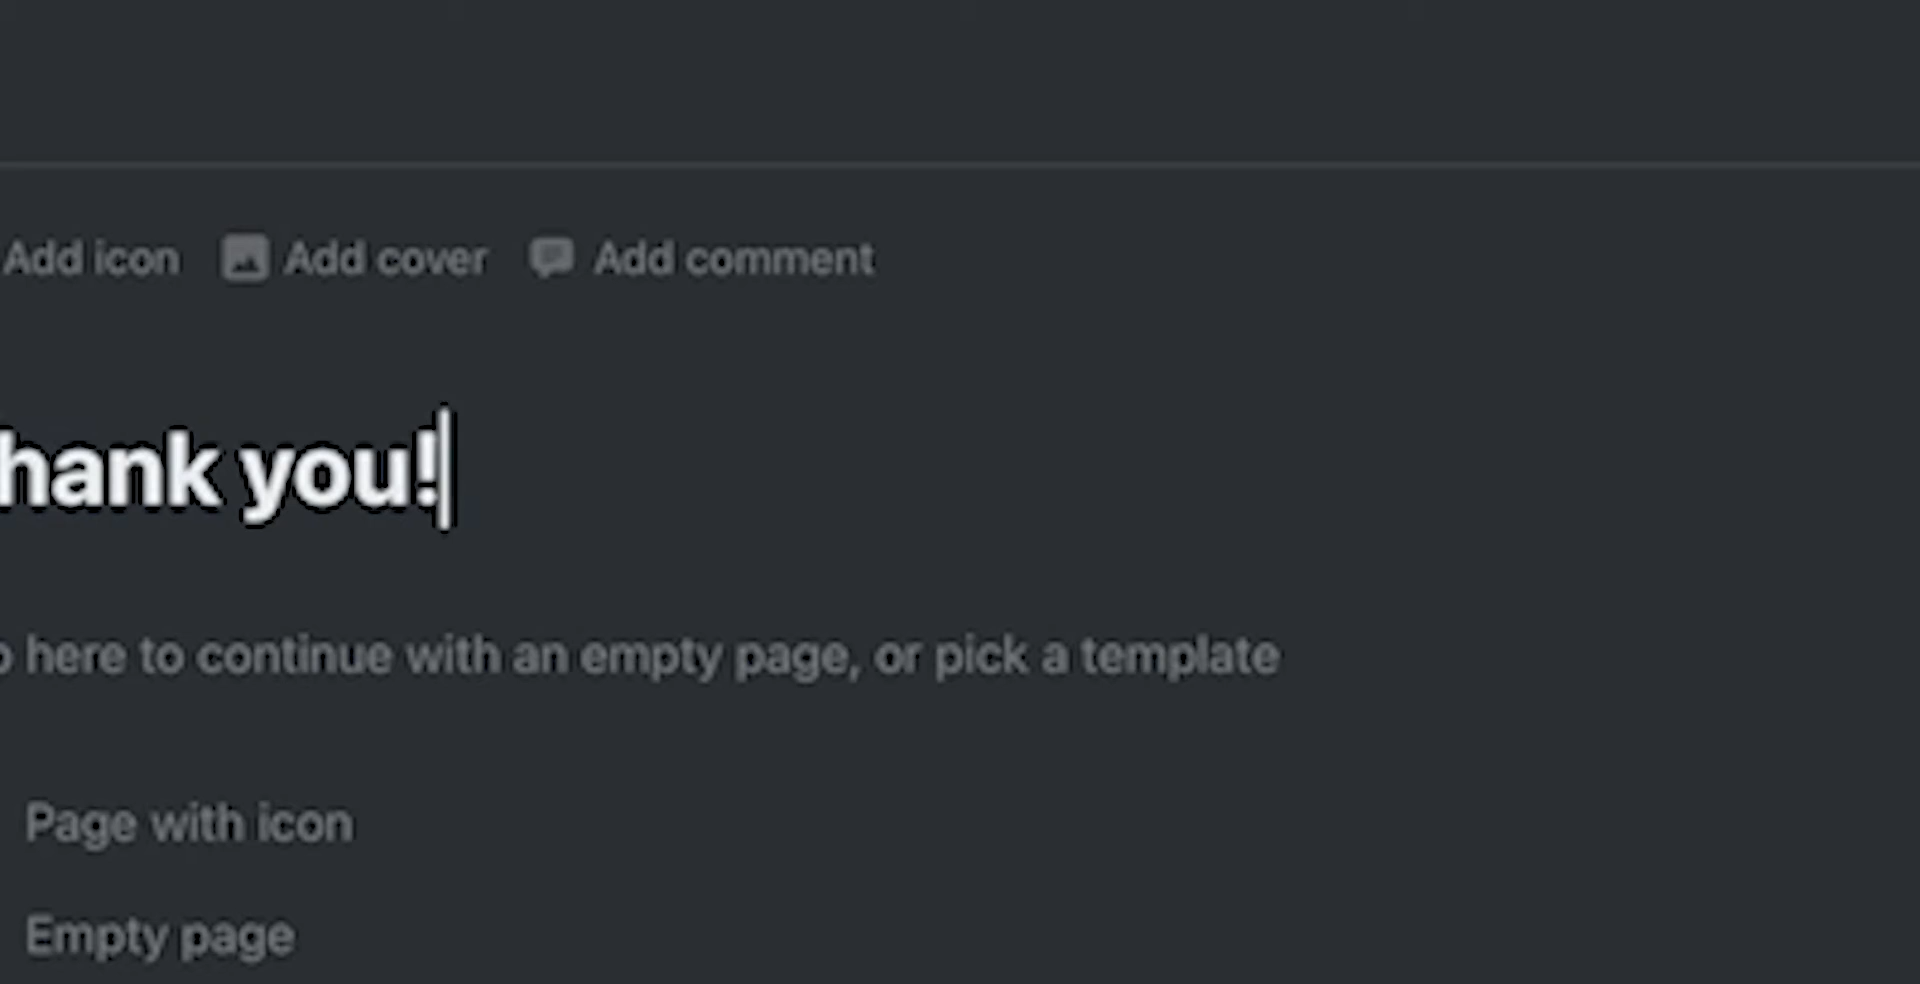 Add icon Add cover Add comment
hank you!
here to continue with an empty page, or pick a template
Page with icon
Empty page